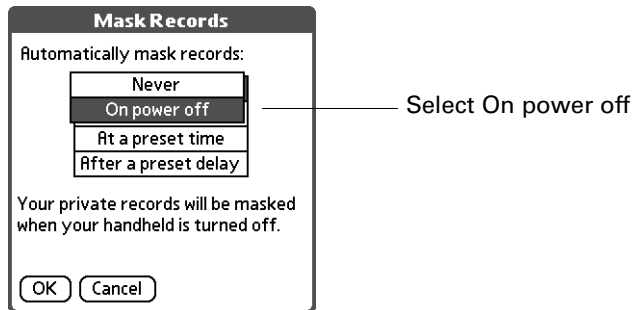 Mask Records
Automatically mask records:
Never
On power off
Select On power off
At a preset time
After a preset delay
Your private records will be masked
when your handheld is turned off.
OK
Cancel